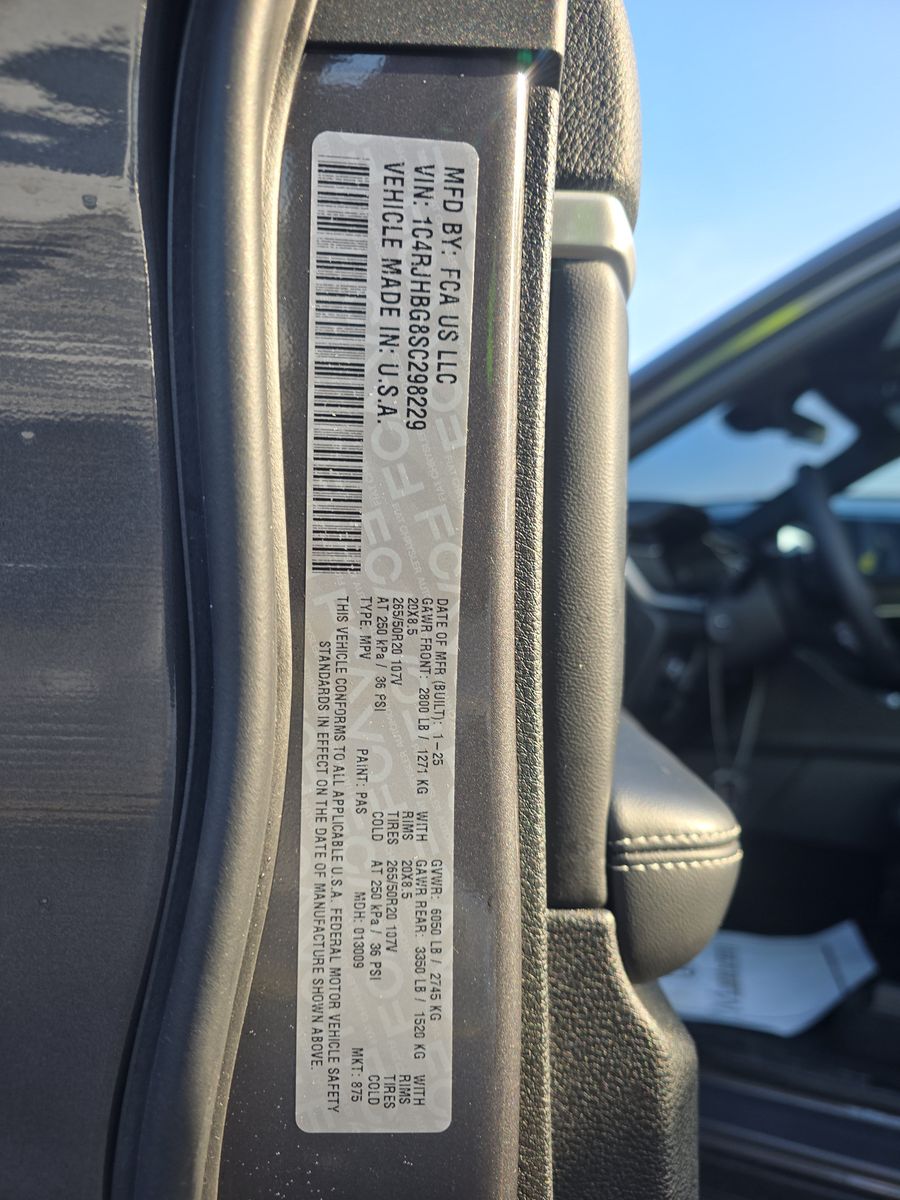 MFD BY: FCA US LLC
VIN: 1C4RJHBG8SC298229
VEHICLE MADE IN: U.S.A.
DATE OF MFR (BUILT): 1-25 GVWR: 6050 LB / 2745 KG
GAWR FRONT: 2800 LB / 1271 KG WITH GAWR REAR: 3350 LB / 1520 KG WITH
20X8.5 RIMS 20X8.5 RIMS
265/50R20 107V TIRES 265/50R20 107V TIRES
AT 250 kPa / 36 PSI COLD AT 250 kPa / 36 PSI COLD
TYPE: MPV PAINT: PAS MDH: 013009 MKT: 875
THIS VEHICLE CONFORMS TO ALL APPLICABLE U.S.A. FEDERAL MOTOR VEHICLE SAFETY
STANDARDS IN EFFECT ON THE DATE OF MANUFACTURE SHOWN ABOVE.